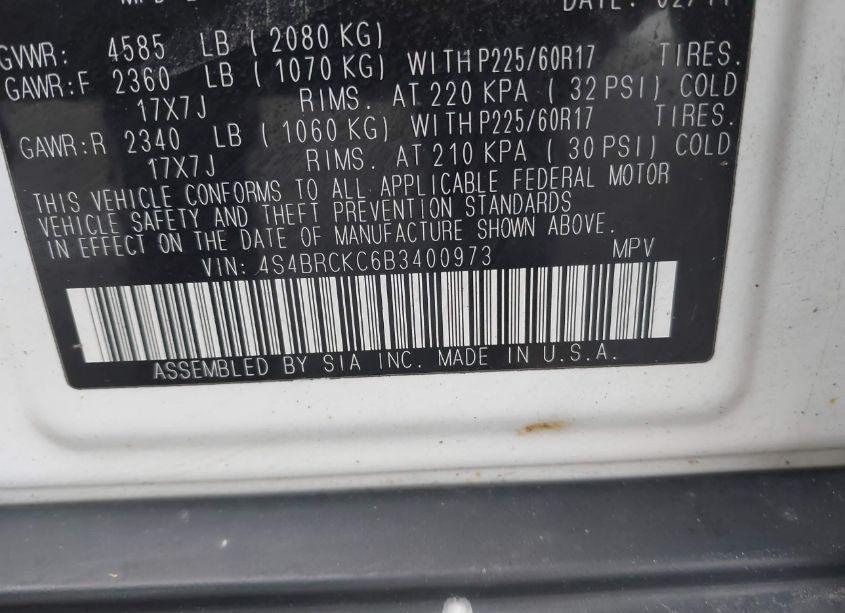 DATE: 02/11
GVWR: 4585 LB ( 2080 KG)
GAWR:F 2360 LB ( 1070 KG) WITH P225/60R17 TIRES.
17X7J RIMS. AT 220 KPA ( 32 PSI) COLD
GAWR:R 2340 LB ( 1060 KG) WITH P225/60R17 TIRES.
17X7J RIMS. AT 210 KPA ( 30 PSI) COLD
THIS VEHICLE CONFORMS TO ALL APPLICABLE FEDERAL MOTOR
VEHICLE SAFETY AND THEFT PREVENTION STANDARDS
IN EFFECT ON THE DATE OF MANUFACTURE SHOWN ABOVE.
VIN: 4S4BRCKC6B3400973 MPV
ASSEMBLED BY SIA INC. MADE IN U.S.A.